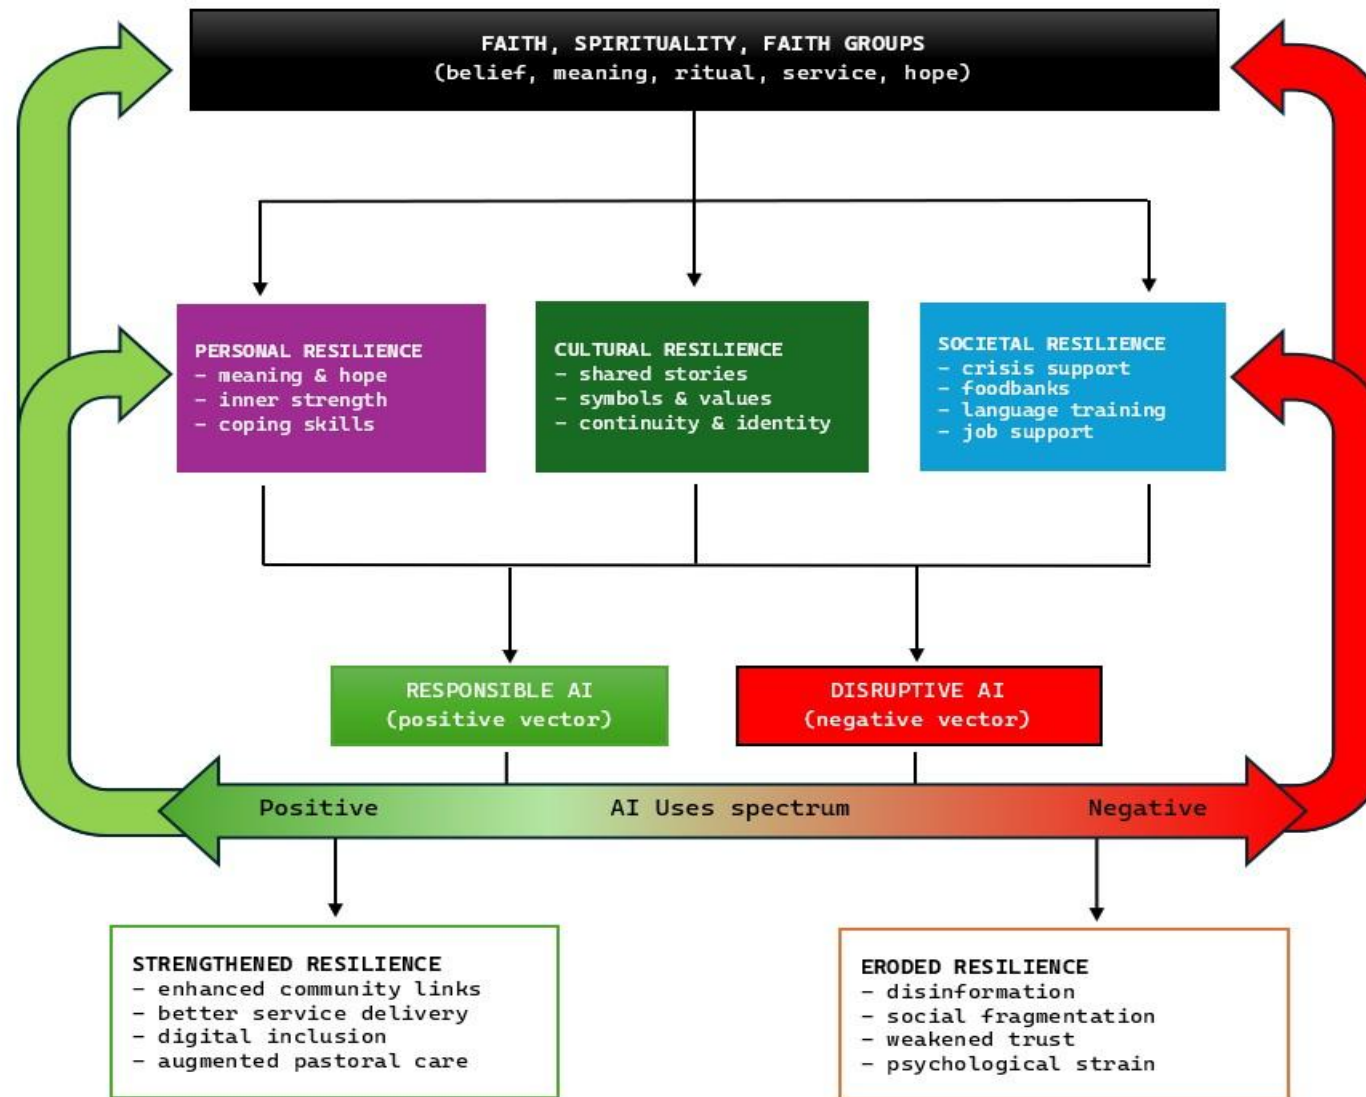 FAITH, SPIRITUALITY, FAITH GROUPS
(belief, meaning, ritual, service, hope)
PERSONAL RESILIENCE
– meaning & hope
– inner strength
– coping skills
CULTURAL RESILIENCE
– shared stories
– symbols & values
– continuity & identity
SOCIETAL RESILIENCE
– crisis support
– foodbanks
– language training
– job support
RESPONSIBLE AI
(positive vector)
DISRUPTIVE AI
(negative vector)
Positive
AI Uses spectrum
Negative
STRENGTHENED RESILIENCE
– enhanced community links
– better service delivery
– digital inclusion
– augmented pastoral care
ERODED RESILIENCE
– disinformation
– social fragmentation
– weakened trust
– psychological strain